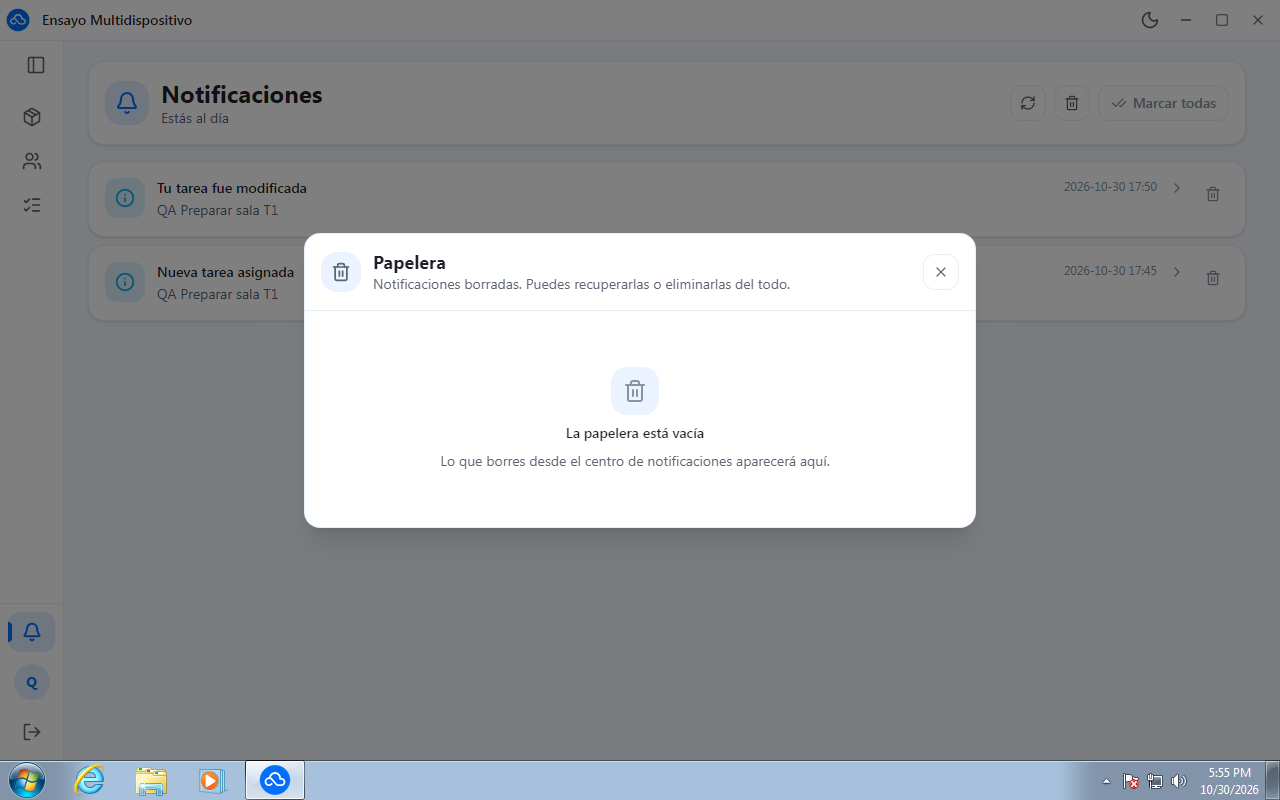 Ensayo Multidispositivo
Notificaciones
Estás al día
Marcar todas
Tu tarea fue modificada
QA Preparar sala T1
2026-10-30 17:50
Nueva tarea asignada
QA Preparar sala T1
2026-10-30 17:45
Papelera
Notificaciones borradas. Puedes recuperarlas o eliminarlas del todo.
La papelera está vacía
Lo que borres desde el centro de notificaciones aparecerá aquí.
Q
5:55 PM
10/30/2026